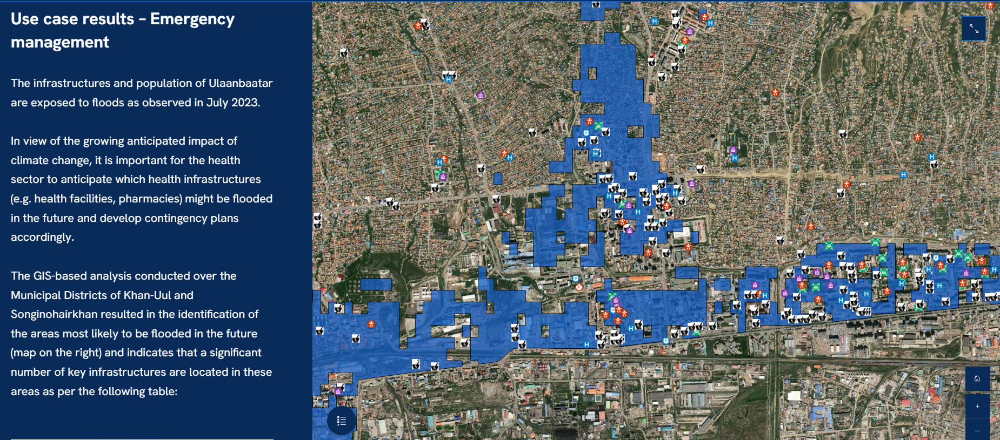 Use case results – Emergency
management
The infrastructures and population of Ulaanbaatar
are exposed to floods as observed in July 2023.
In view of the growing anticipated impact of
climate change, it is important for the health
sector to anticipate which health infrastructures
(e.g. health facilities, pharmacies) might be flooded
in the future and develop contingency plans
accordingly.
The GIS-based analysis conducted over the
Municipal Districts of Khan-Uul and
Songinohairkhan resulted in the identification of
the areas most likely to be flooded in the future
(map on the right) and indicates that a significant
number of key infrastructures are located in these
areas as per the following table: